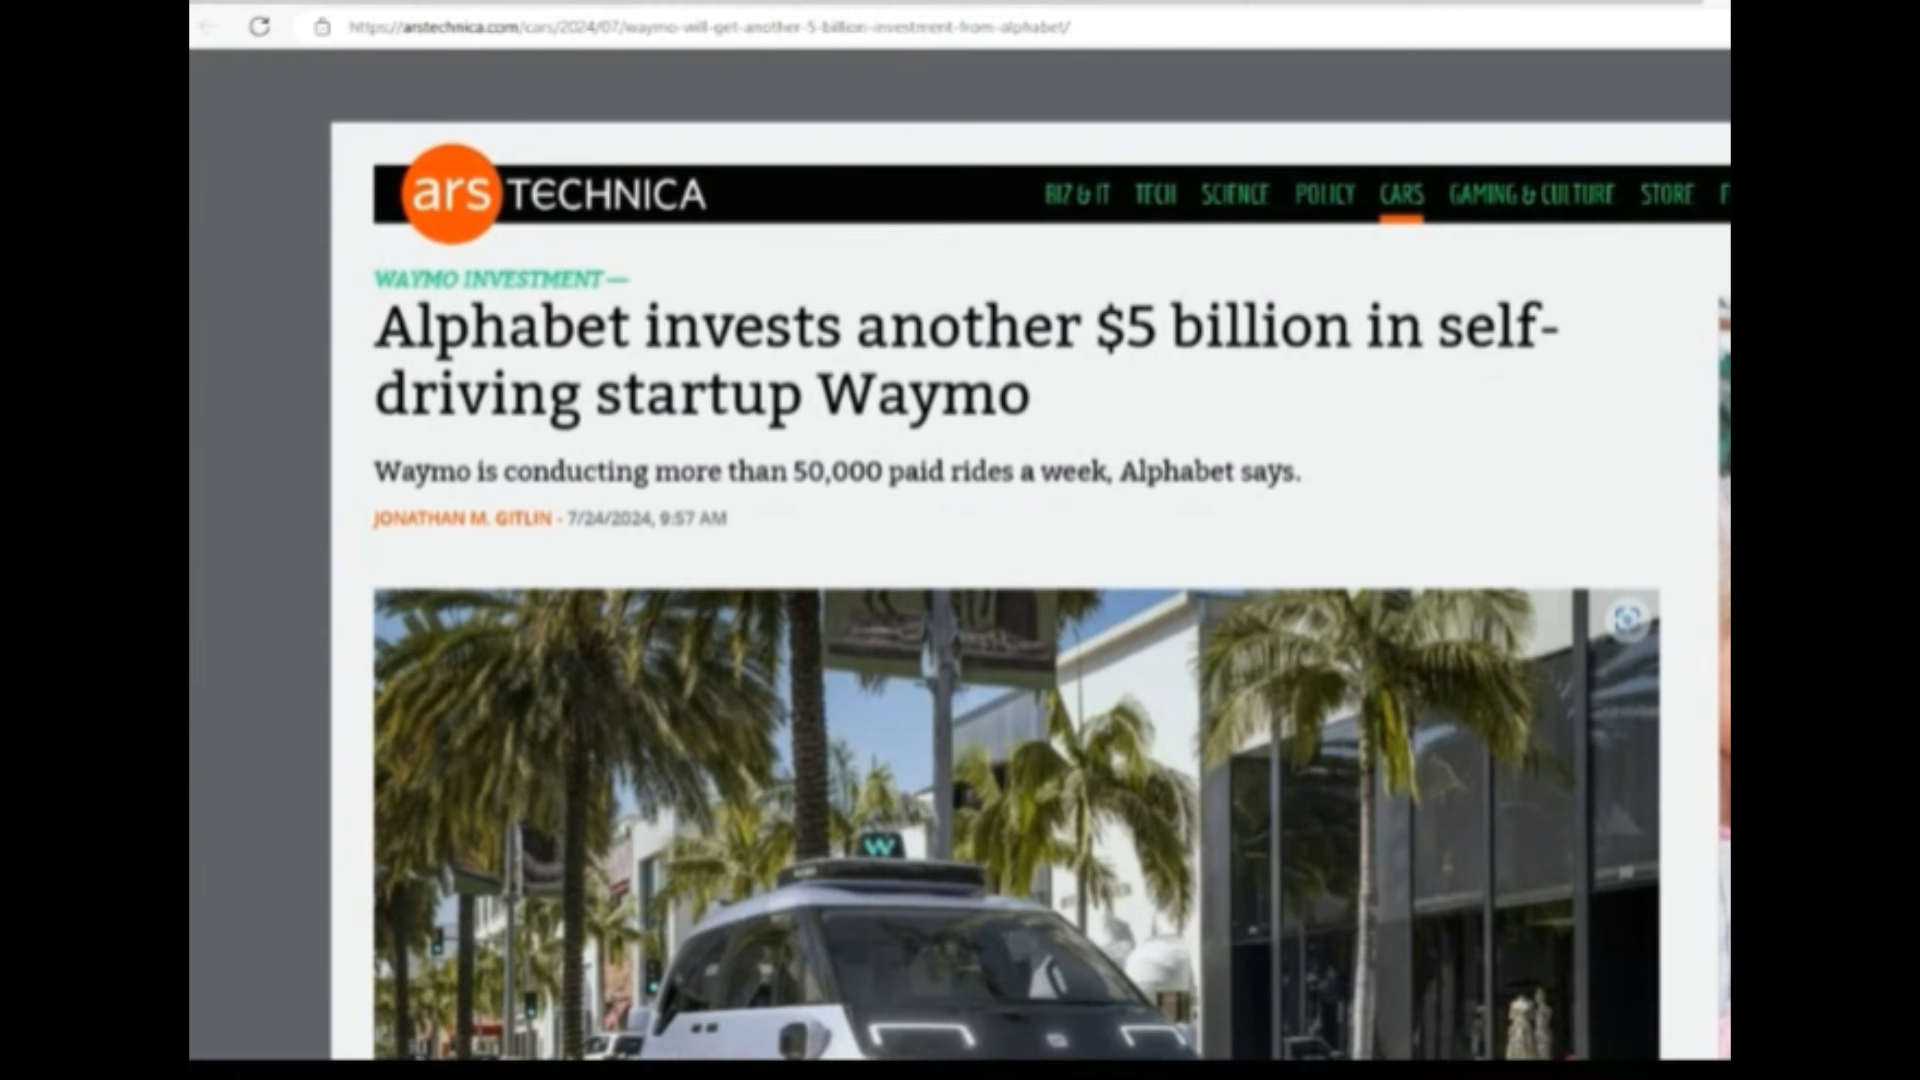 https://arstechnica.com/cars/2024/07/waymo-will-get-another-5-billion-investment-from-alphabet/
ars TECHNICA
BIZ & IT TECH SCIENCE POLICY CARS GAMING & CULTURE STORE F
WAYMO INVESTMENT —
Alphabet invests another $5 billion in self-
driving startup Waymo
Waymo is conducting more than 50,000 paid rides a week, Alphabet says.
JONATHAN M. GITLIN - 7/24/2024, 9:57 AM
W